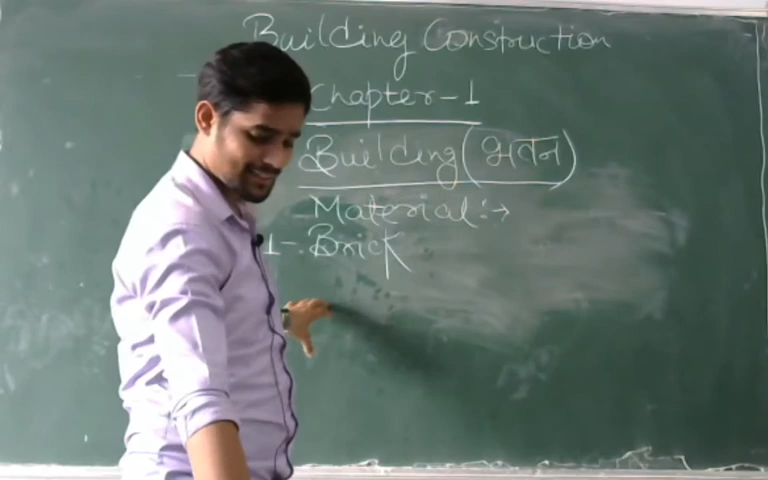 Building Construction
Chapter-1
Building (भवन)
Material :→
1- Brick